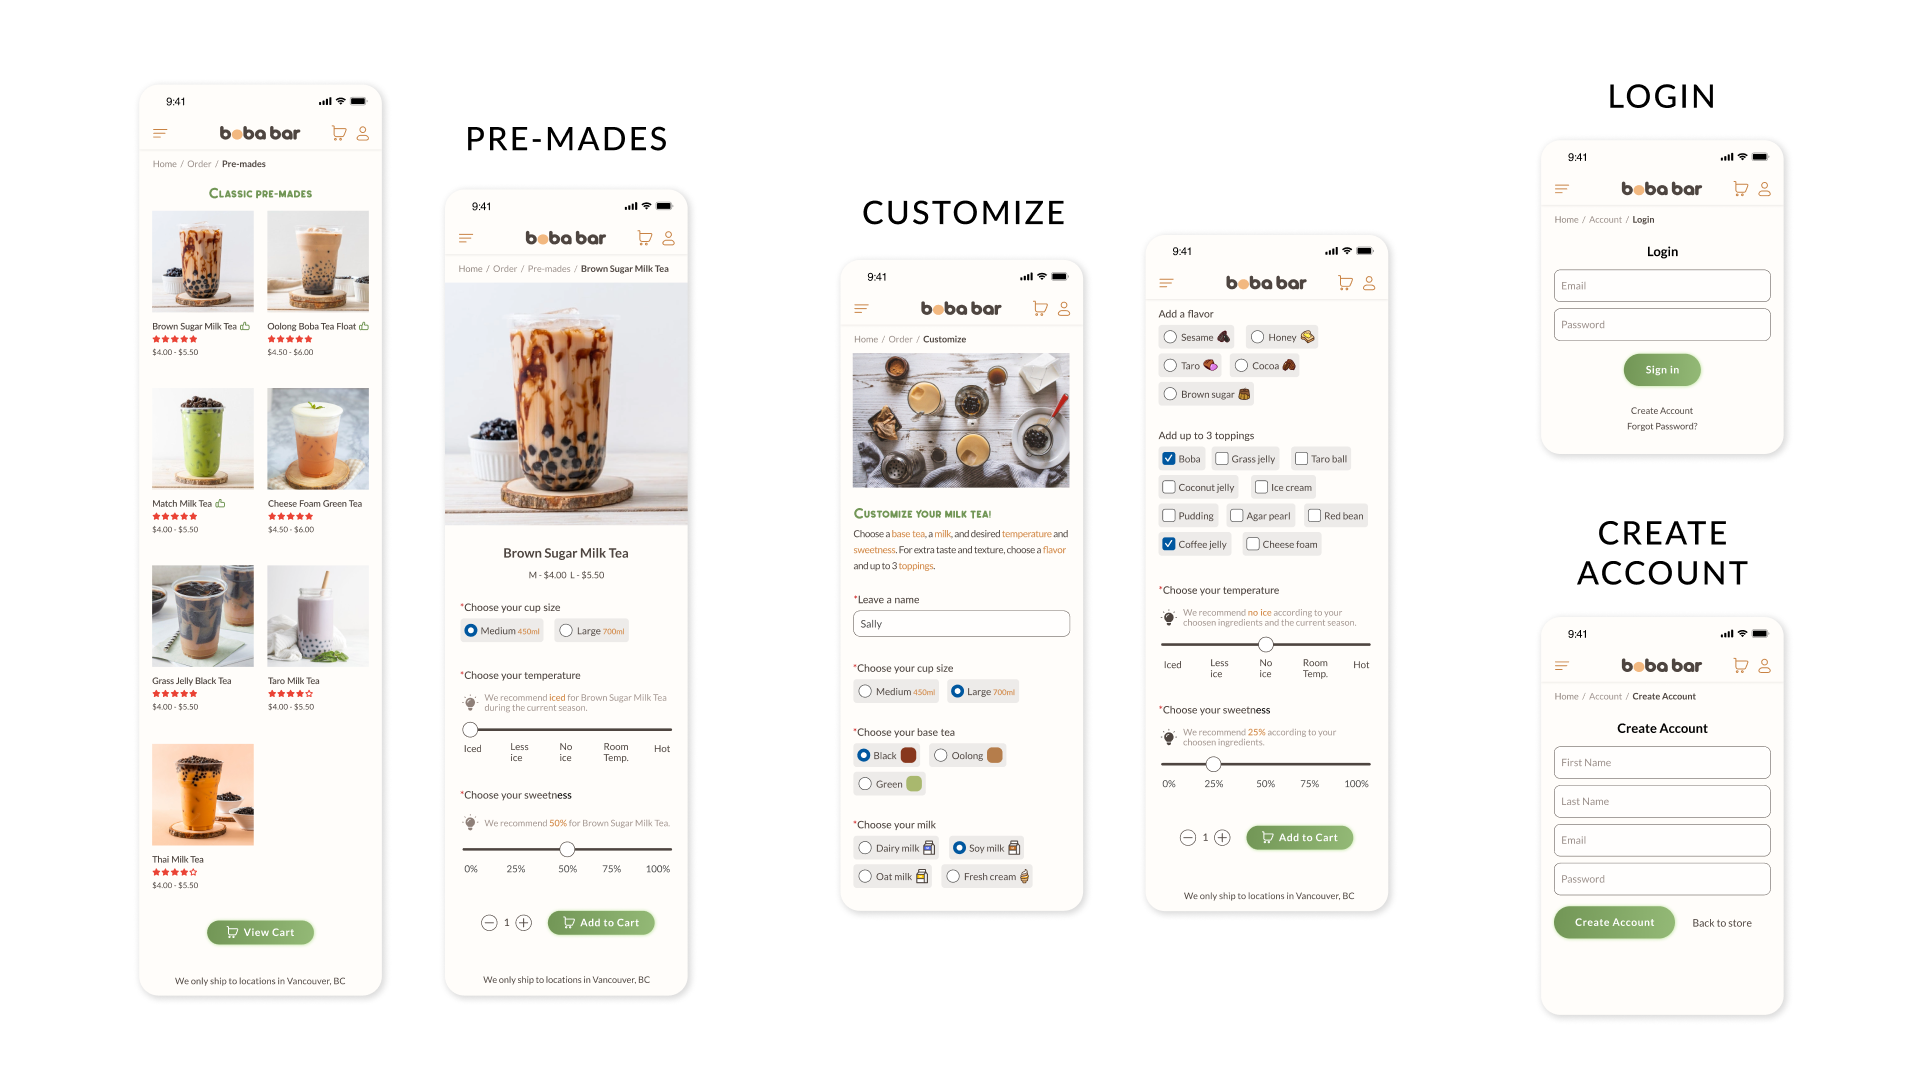 9:41
boba bar
Home / Order / Pre-mades
Classic pre-mades
Brown Sugar Milk Tea
$4.00 - $5.50
Oolong Boba Tea Float
$4.50 - $6.00
Match Milk Tea
$4.00 - $5.50
Cheese Foam Green Tea
$4.50 - $6.00
Grass Jelly Black Tea
$4.00 - $5.50
Taro Milk Tea
$4.00 - $5.50
Thai Milk Tea
$4.00 - $5.50
View Cart
We only ship to locations in Vancouver, BC
PRE-MADES
9:41
boba bar
Home / Order / Pre-mades / Brown Sugar Milk Tea
Brown Sugar Milk Tea
M - $4.00 L - $5.50
*Choose your cup size
Medium 450ml
Large 700ml
*Choose your temperature
We recommend iced for Brown Sugar Milk Tea
during the current season.
Iced
Less
ice
No
ice
Room
Temp.
Hot
*Choose your sweetness
We recommend 50% for Brown Sugar Milk Tea.
0% 25% 50% 75% 100%
1
Add to Cart
We only ship to locations in Vancouver, BC
CUSTOMIZE
9:41
boba bar
Home / Order / Customize
Customize your milk tea!
Choose a base tea, a milk, and desired temperature and
sweetness. For extra taste and texture, choose a flavor
and up to 3 toppings.
*Leave a name
Sally
*Choose your cup size
Medium 450ml
Large 700ml
*Choose your base tea
Black
Oolong
Green
*Choose your milk
Dairy milk
Soy milk
Oat milk
Fresh cream
9:41
boba bar
Add a flavor
Sesame
Honey
Taro
Cocoa
Brown sugar
Add up to 3 toppings
Boba
Grass jelly
Taro ball
Coconut jelly
Ice cream
Pudding
Agar pearl
Red bean
Coffee jelly
Cheese foam
*Choose your temperature
We recommend no ice according to your
choosen ingredients and the current season.
Iced
Less
ice
No
ice
Room
Temp.
Hot
*Choose your sweetness
We recommend 25% according to your
choosen ingredients.
0% 25% 50% 75% 100%
1
Add to Cart
We only ship to locations in Vancouver, BC
LOGIN
9:41
boba bar
Home / Account / Login
Login
Email
Password
Sign in
Create Account
Forgot Password?
CREATE
ACCOUNT
9:41
boba bar
Home / Account / Create Account
Create Account
First Name
Last Name
Email
Password
Create Account
Back to store